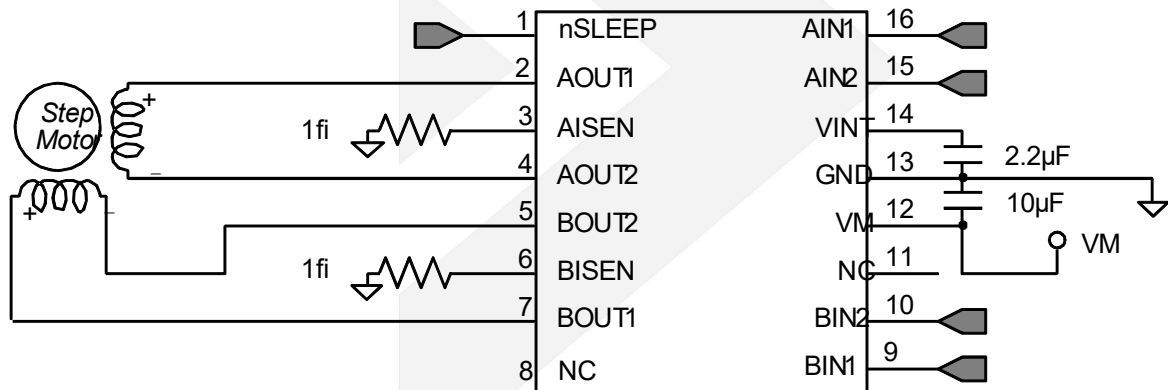 1 nSLEEP AIN1 16
2 AOUT1 AIN2 15
Step
Motor
+
–
1fi 3 AISEN VINT 14
4 AOUT2 GND 13 2.2µF
+
–
5 BOUT2 VM 12 10µF
VM
1fi 6 BISEN NC 11
7 BOUT1 BIN2 10
8 NC BIN1 9